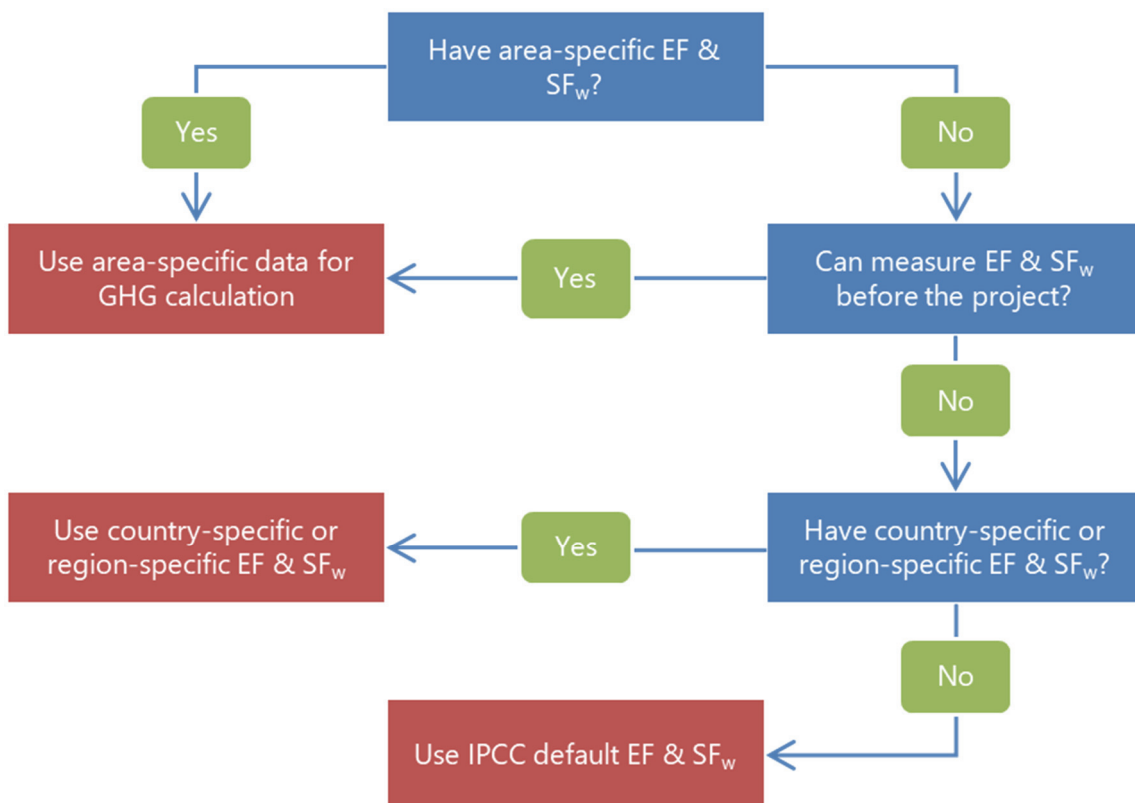 Have area-specific EF &
SFw?
Yes
No
Use area-specific data for
GHG calculation
Yes
Can measure EF & SFw
before the project?
No
Use country-specific or
region-specific EF & SFw
Yes
Have country-specific or
region-specific EF & SFw?
No
Use IPCC default EF & SFw